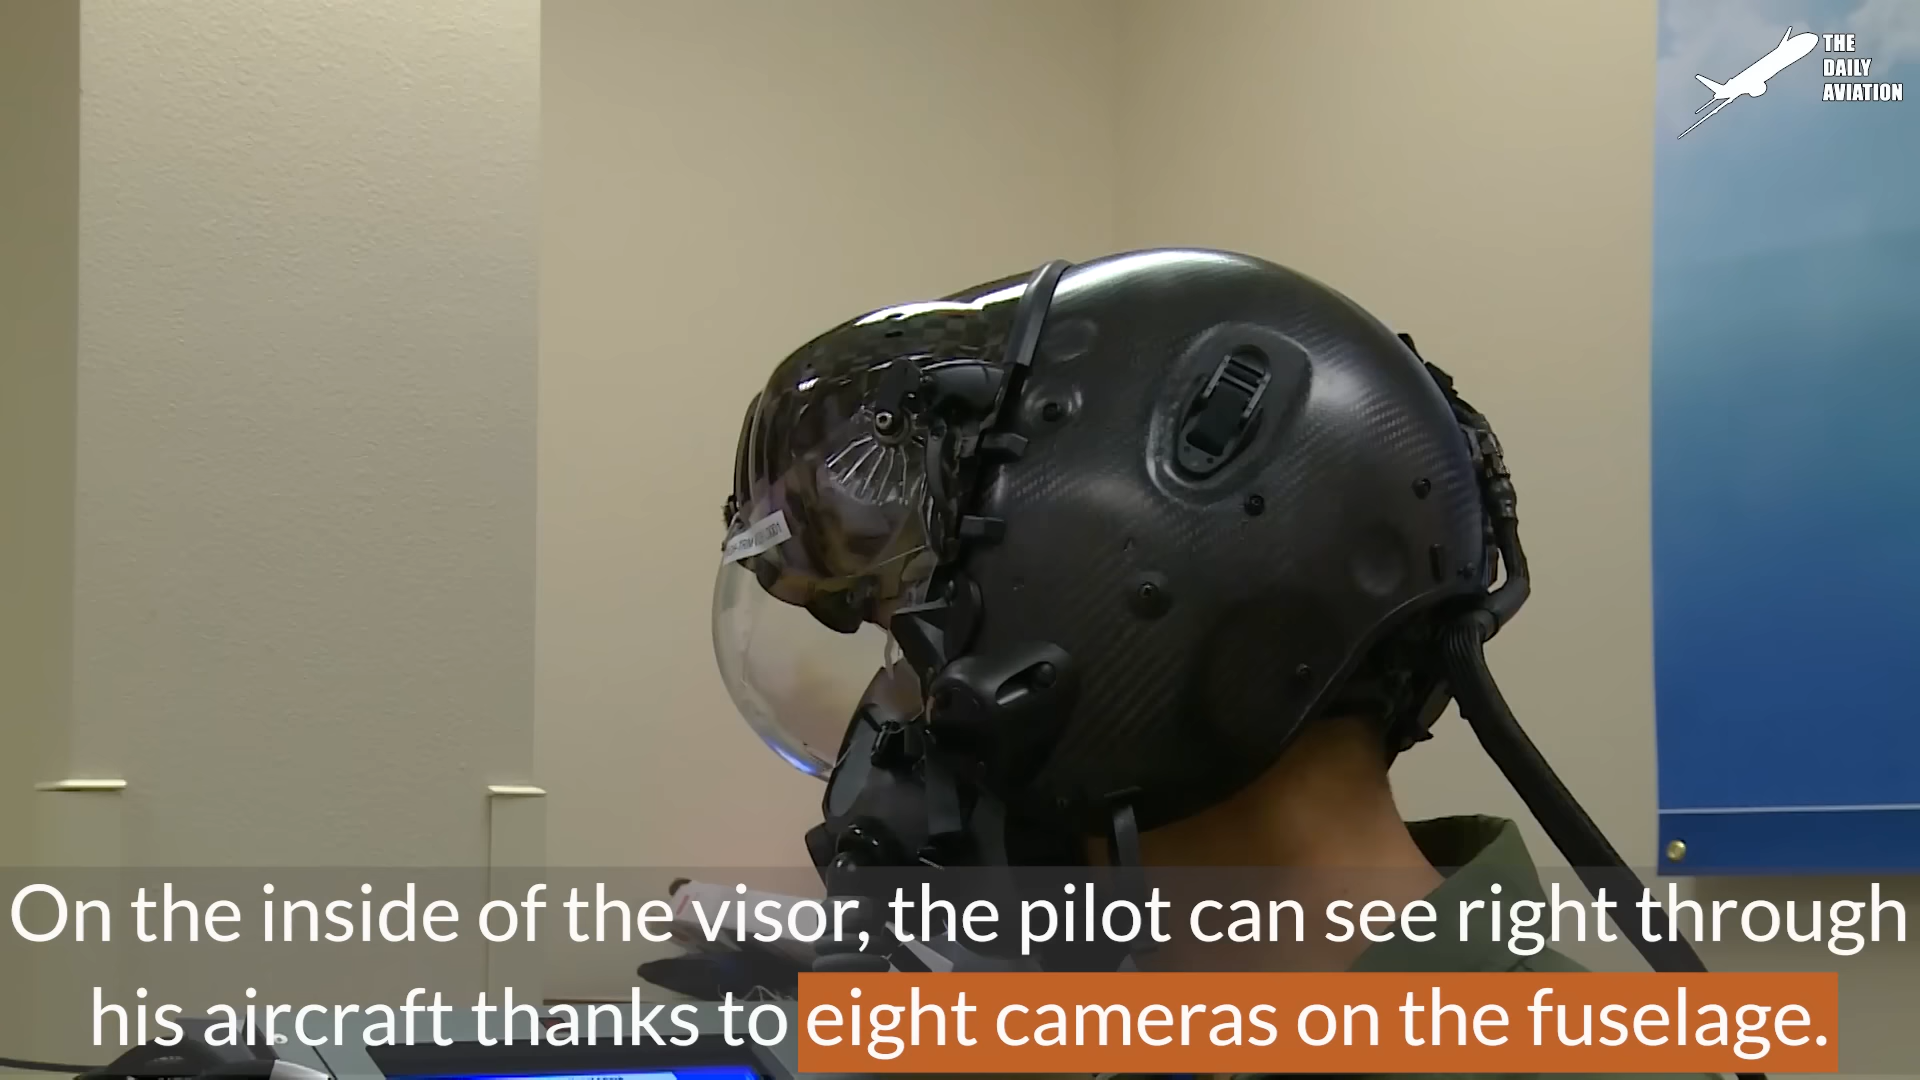 THE
DAILY
AVIATION
On the inside of the visor, the pilot can see right through
his aircraft thanks to eight cameras on the fuselage.